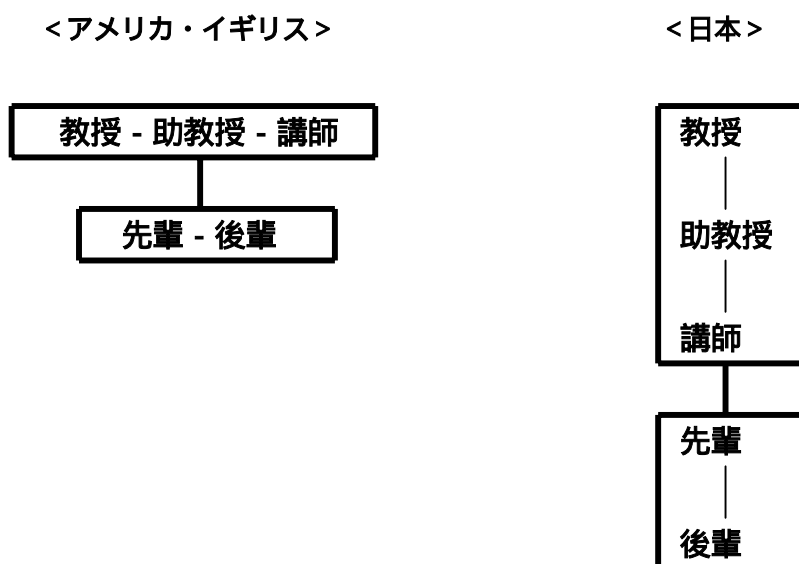 <アメリカ・イギリス>
教授 - 助教授 - 講師
先輩 - 後輩
<日本>
教授
助教授
講師
先輩
後輩